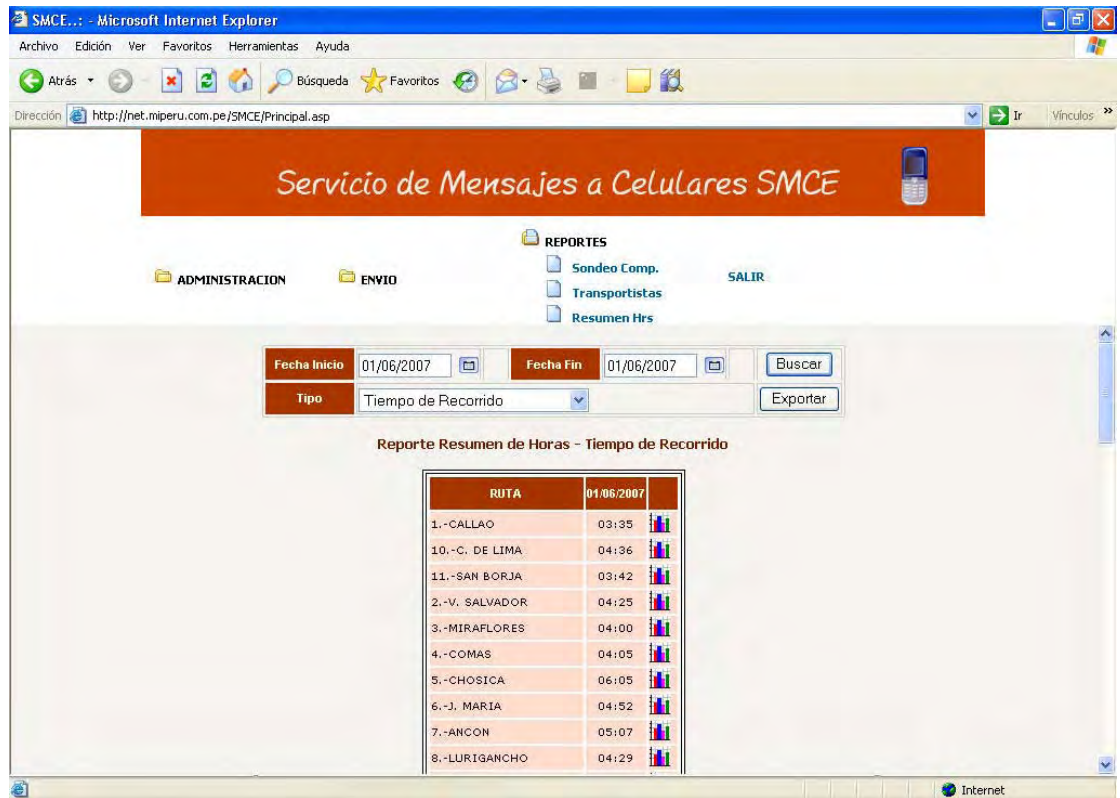 SMCE..: - Microsoft Internet Explorer
Archivo Edición Ver Favoritos Herramientas Ayuda
Atrás Búsqueda Favoritos
Dirección http://net.miperu.com.pe/SMCE/Principal.asp Ir Vínculos »
Servicio de Mensajes a Celulares SMCE
REPORTES
ADMINISTRACION ENVIO Sondeo Comp. SALIR
Transportistas
Resumen Hrs
Fecha Inicio 01/06/2007 Fecha Fin 01/06/2007 Buscar
Tipo Tiempo de Recorrido Exportar
Reporte Resumen de Horas - Tiempo de Recorrido
RUTA 01/06/2007
1.-CALLAO 03:35
10.-C. DE LIMA 04:36
11.-SAN BORJA 03:42
2.-V. SALVADOR 04:25
3.-MIRAFLORES 04:00
4.-COMAS 04:05
5.-CHOSICA 06:05
6.-J. MARIA 04:52
7.-ANCON 05:07
8.-LURIGANCHO 04:29
Internet